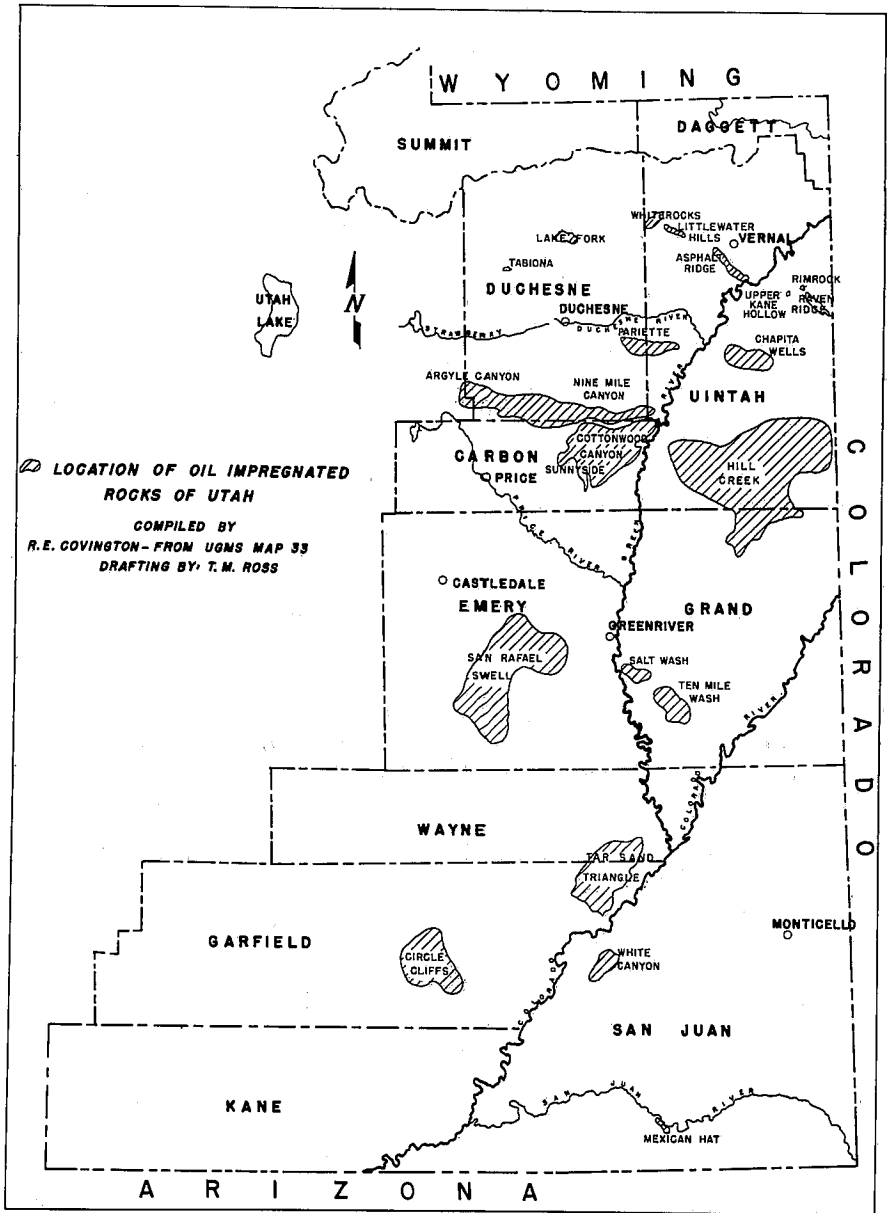 WYOMING
DAGGETT
SUMMIT
WHITEROCKS
LITTLEWATER
HILLS
VERNAL
LAKE FORK
ASPHAL
RIDGE
TABIONA
RIMROCK
UPPER
KANE
HOLLOW
RAVEN
RIDGE
UTAH
LAKE
N
DUCHESNE
DUCHESNE
STRAWBERRY
DUCHESNE RIVER
PARIETTE
CHAPITA
WELLS
ARGYLE CANYON
NINE MILE
CANYON
RIVER
UINTAH
COTTONWOOD
CANYON
CARBON
SUNNYSIDE
PRICE
HILL
CREEK
COLORADO
LOCATION OF OIL IMPREGNATED
ROCKS OF UTAH
COMPILED BY
R.E. COVINGTON-FROM UGMS MAP 33
DRAFTING BY: T.M. ROSS
PRICE RIVER
GREEN
CASTLEDALE
EMERY
GRAND
GREENRIVER
SAN RAFAEL
SWELL
SALT WASH
TEN MILE
WASH
RIVER
COLORADO
WAYNE
TAR SAND
TRIANGLE
MONTICELLO
GARFIELD
CIRCLE
CLIFFS
WHITE
CANYON
COLORADO
SAN JUAN
KANE
SAN JUAN RIVER
MEXICAN HAT
ARIZONA